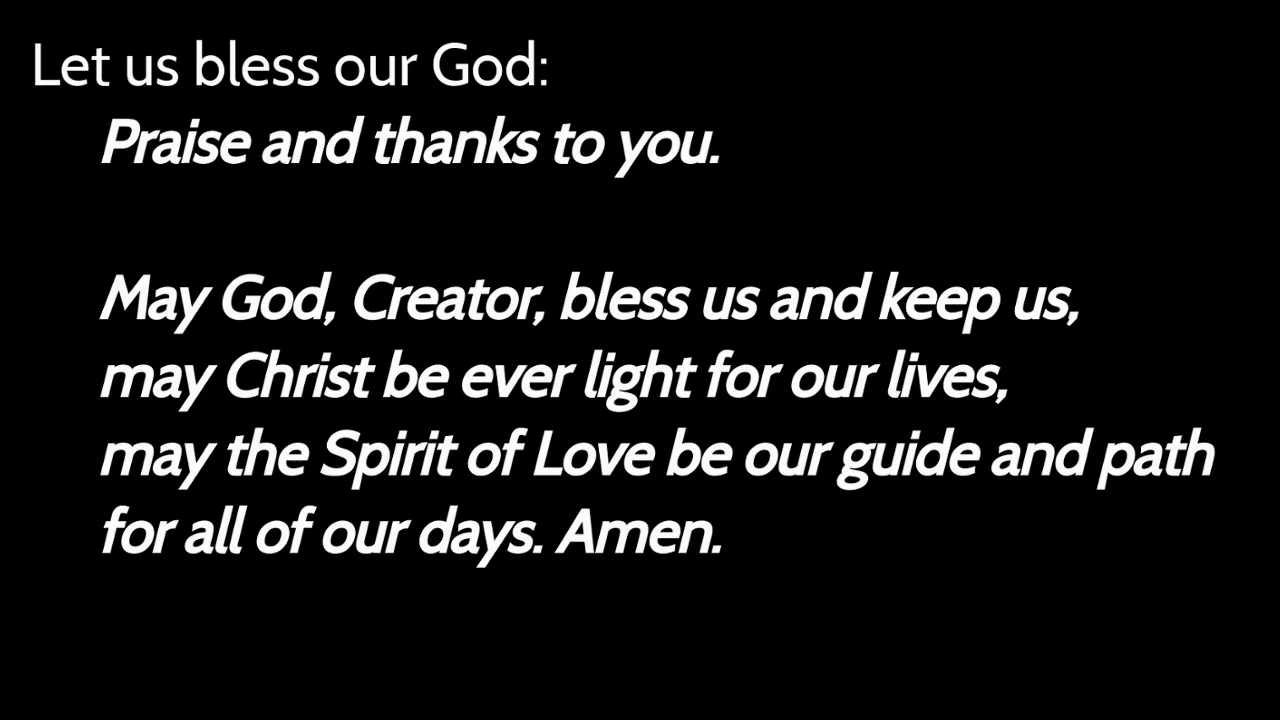 Let us bless our God:
Praise and thanks to you.
May God, Creator, bless us and keep us,
may Christ be ever light for our lives,
may the Spirit of Love be our guide and path
for all of our days. Amen.